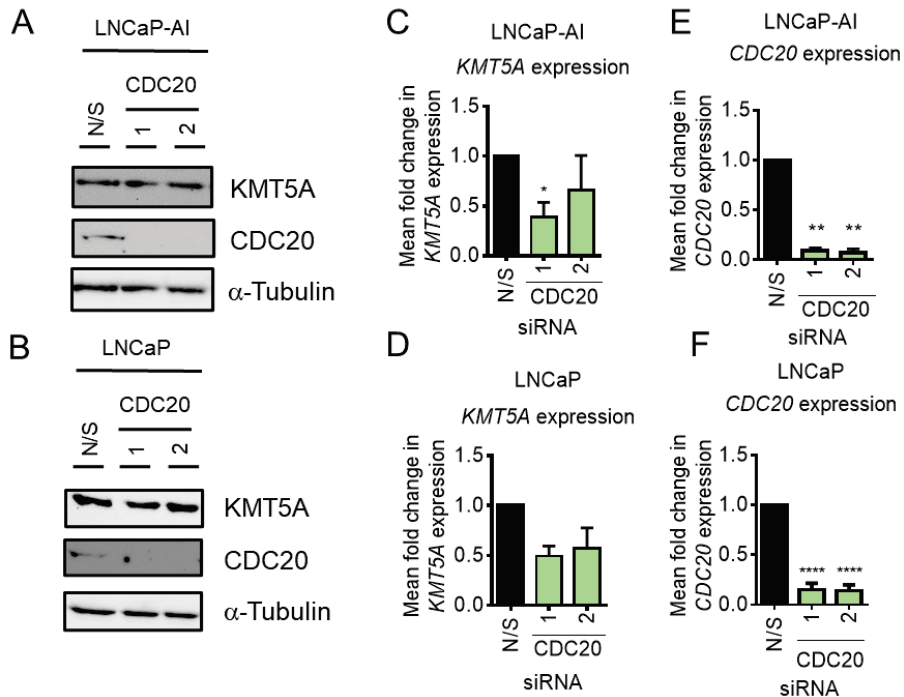 A
LNCaP-AI
CDC20
N/S
1
2
KMT5A
CDC20
α-Tubulin
B
LNCaP
CDC20
N/S
1
2
KMT5A
CDC20
α-Tubulin
C
LNCaP-AI
KMT5A expression
Mean fold change in
KMT5A expression
1.5
1.0
0.5
0.0
*
N/S
1
2
CDC20
siRNA
D
LNCaP
KMT5A expression
Mean fold change in
KMT5A expression
1.5
1.0
0.5
0.0
N/S
1
2
CDC20
siRNA
E
LNCaP-AI
CDC20 expression
Mean fold change in
CDC20 expression
1.5
1.0
0.5
0.0
** **
N/S
1
2
CDC20
siRNA
F
LNCaP
CDC20 expression
Mean fold change in
CDC20 expression
1.5
1.0
0.5
0.0
**** ****
N/S
1
2
CDC20
siRNA